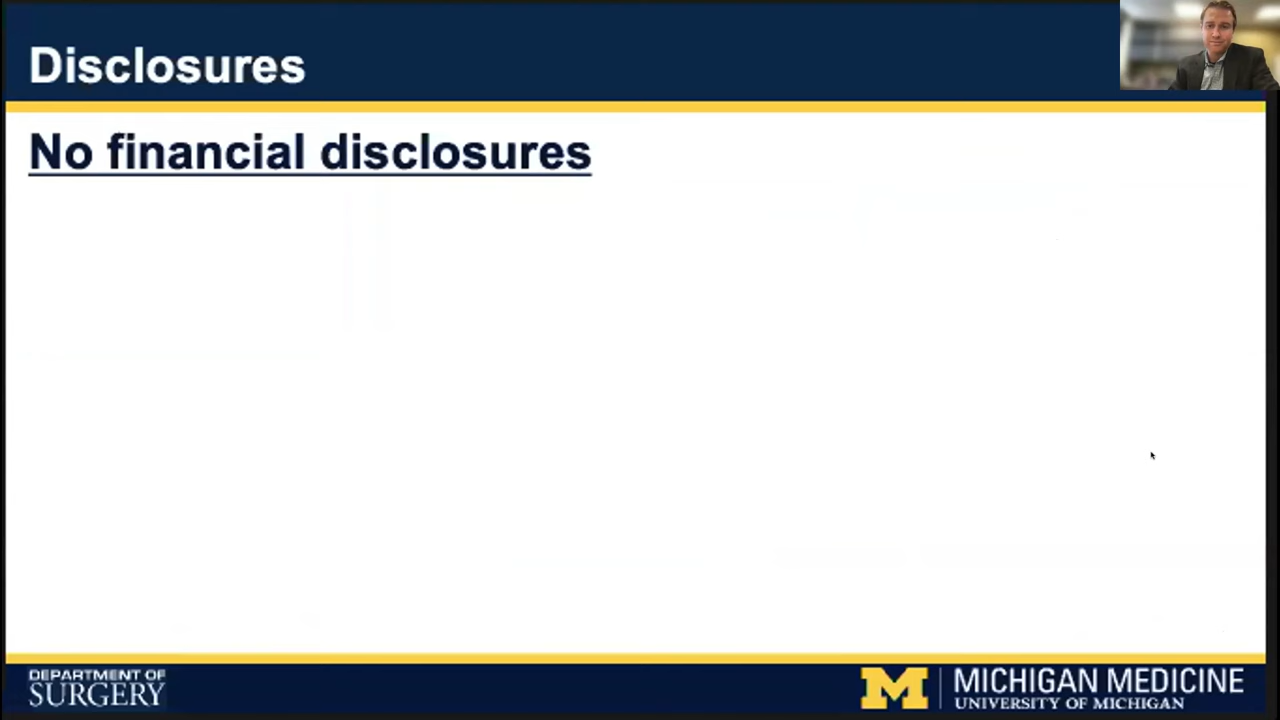 Disclosures
No financial disclosures
DEPARTMENT OF
SURGERY
M
MICHIGAN MEDICINE
UNIVERSITY OF MICHIGAN